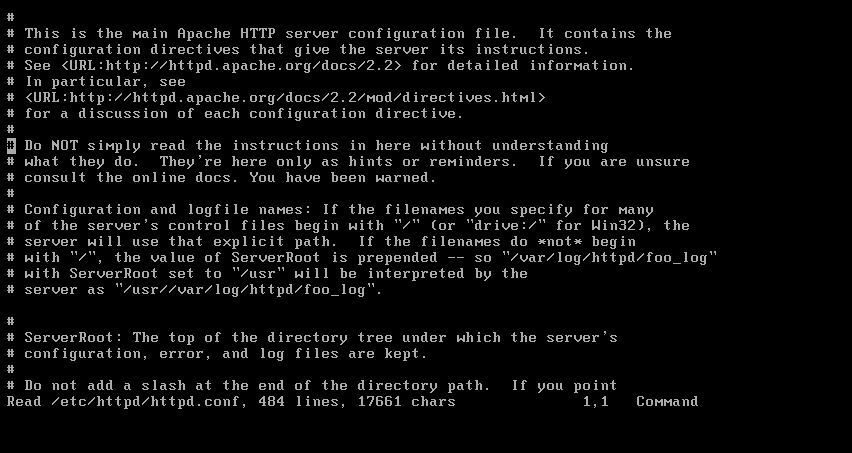 #
# This is the main Apache HTTP server configuration file.  It contains the
# configuration directives that give the server its instructions.
# See <URL:http://httpd.apache.org/docs/2.2> for detailed information.
# In particular, see
# <URL:http://httpd.apache.org/docs/2.2/mod/directives.html>
# for a discussion of each configuration directive.
#
# Do NOT simply read the instructions in here without understanding
# what they do.  They're here only as hints or reminders.  If you are unsure
# consult the online docs. You have been warned.
#
# Configuration and logfile names: If the filenames you specify for many
# of the server's control files begin with "/" (or "drive:/" for Win32), the
# server will use that explicit path.  If the filenames do *not* begin
# with "/", the value of ServerRoot is prepended -- so "/var/log/httpd/foo_log"
# with ServerRoot set to "/usr" will be interpreted by the
# server as "/usr//var/log/httpd/foo_log".

#
# ServerRoot: The top of the directory tree under which the server's
# configuration, error, and log files are kept.
#
# Do not add a slash at the end of the directory path.  If you point
Read /etc/httpd/httpd.conf, 484 lines, 17661 chars                1,1   Command